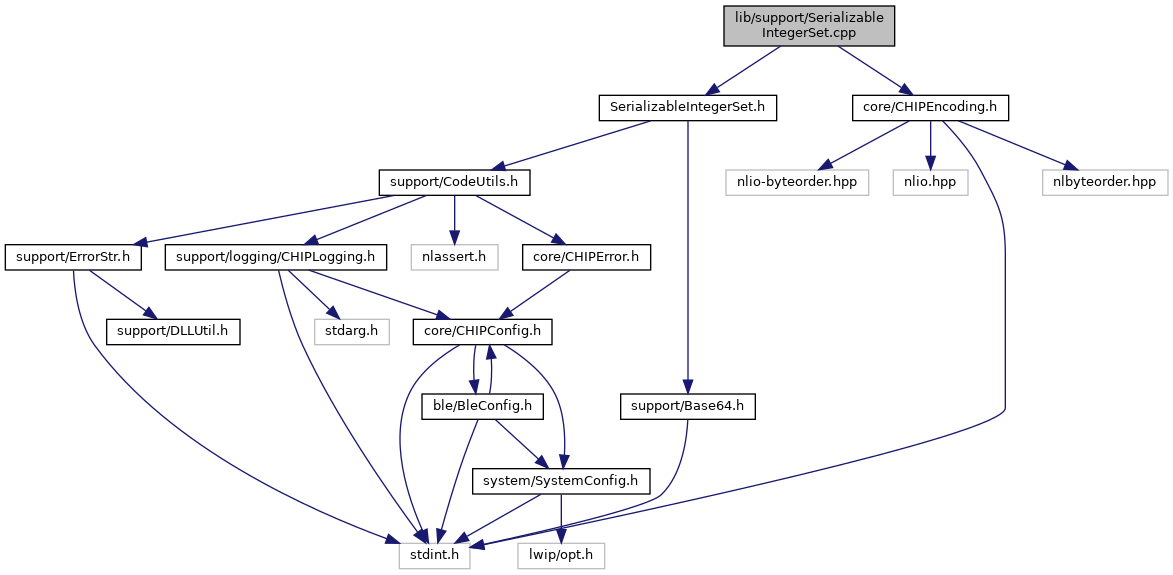 lib/support/Serializable
IntegerSet.cpp
SerializableIntegerSet.h
core/CHIPEncoding.h
support/CodeUtils.h
nlio-byteorder.hpp
nlio.hpp
nlbyteorder.hpp
support/ErrorStr.h
support/logging/CHIPLogging.h
nlassert.h
core/CHIPError.h
support/DLLUtil.h
stdarg.h
core/CHIPConfig.h
ble/BleConfig.h
support/Base64.h
system/SystemConfig.h
stdint.h
lwip/opt.h